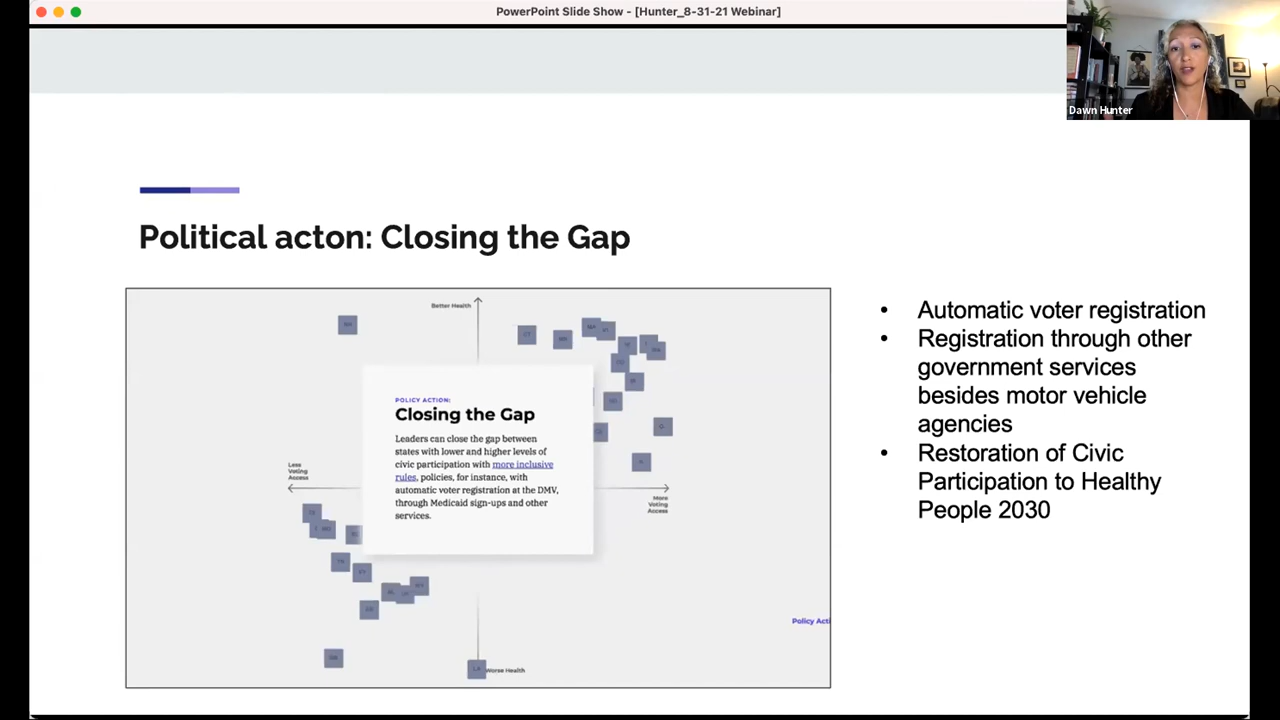 PowerPoint Slide Show - [Hunter_8-31-21 Webinar]
Dawn Hunter
Political acton: Closing the Gap
Better Health
Less
Voting
Access
More
Voting
Access
Worse Health
POLICY ACTION:
Closing the Gap
Leaders can close the gap between
states with lower and higher levels of
civic participation with more inclusive
rules, policies, for instance, with
automatic voter registration at the DMV,
through Medicaid sign-ups and other
services.
Policy Acti
• Automatic voter registration
• Registration through other
government services
besides motor vehicle
agencies
• Restoration of Civic
Participation to Healthy
People 2030